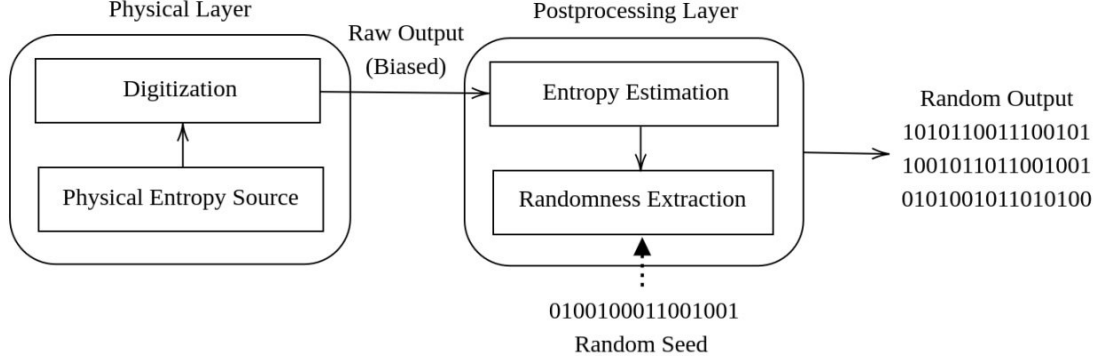 Physical Layer
Digitization
Physical Entropy Source
Raw Output
(Biased)
Postprocessing Layer
Entropy Estimation
Randomness Extraction
0100100011001001
Random Seed
Random Output
1010110011100101
1001011011001001
0101001011010100